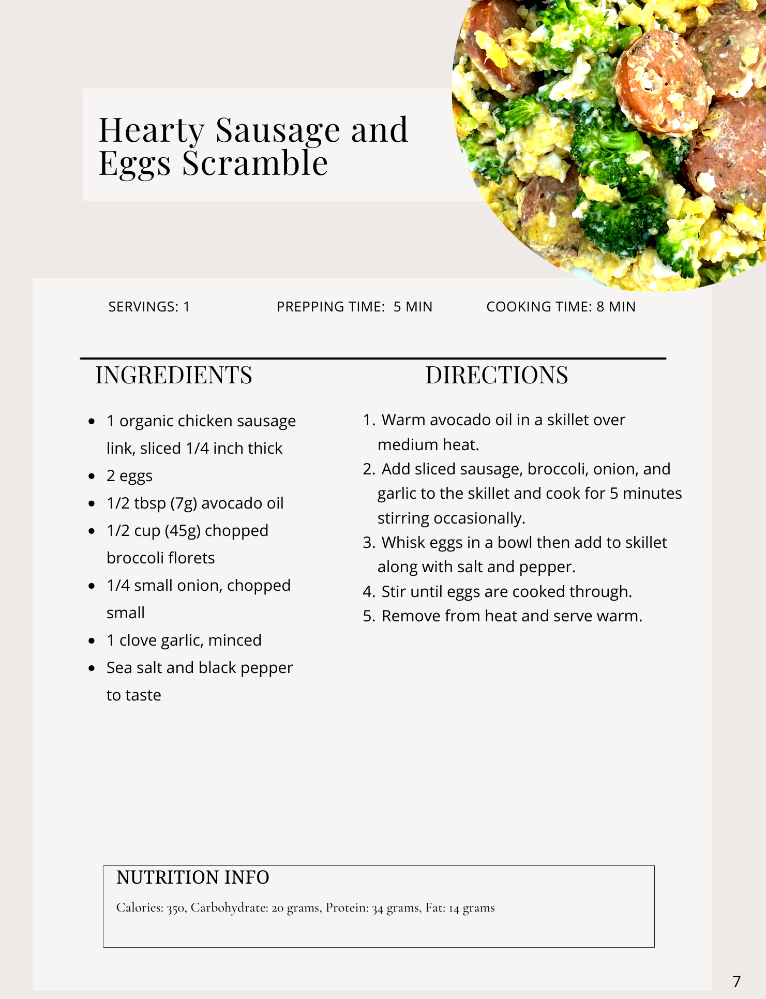 Hearty Sausage and
Eggs Scramble
SERVINGS: 1
PREPPING TIME: 5 MIN
COOKING TIME: 8 MIN
INGREDIENTS
• 1 organic chicken sausage
link, sliced 1/4 inch thick
• 2 eggs
• 1/2 tbsp (7g) avocado oil
• 1/2 cup (45g) chopped
broccoli florets
• 1/4 small onion, chopped
small
• 1 clove garlic, minced
• Sea salt and black pepper
to taste
DIRECTIONS
1. Warm avocado oil in a skillet over
medium heat.
2. Add sliced sausage, broccoli, onion, and
garlic to the skillet and cook for 5 minutes
stirring occasionally.
3. Whisk eggs in a bowl then add to skillet
along with salt and pepper.
4. Stir until eggs are cooked through.
5. Remove from heat and serve warm.
NUTRITION INFO
Calories: 350, Carbohydrate: 20 grams, Protein: 34 grams, Fat: 14 grams
7